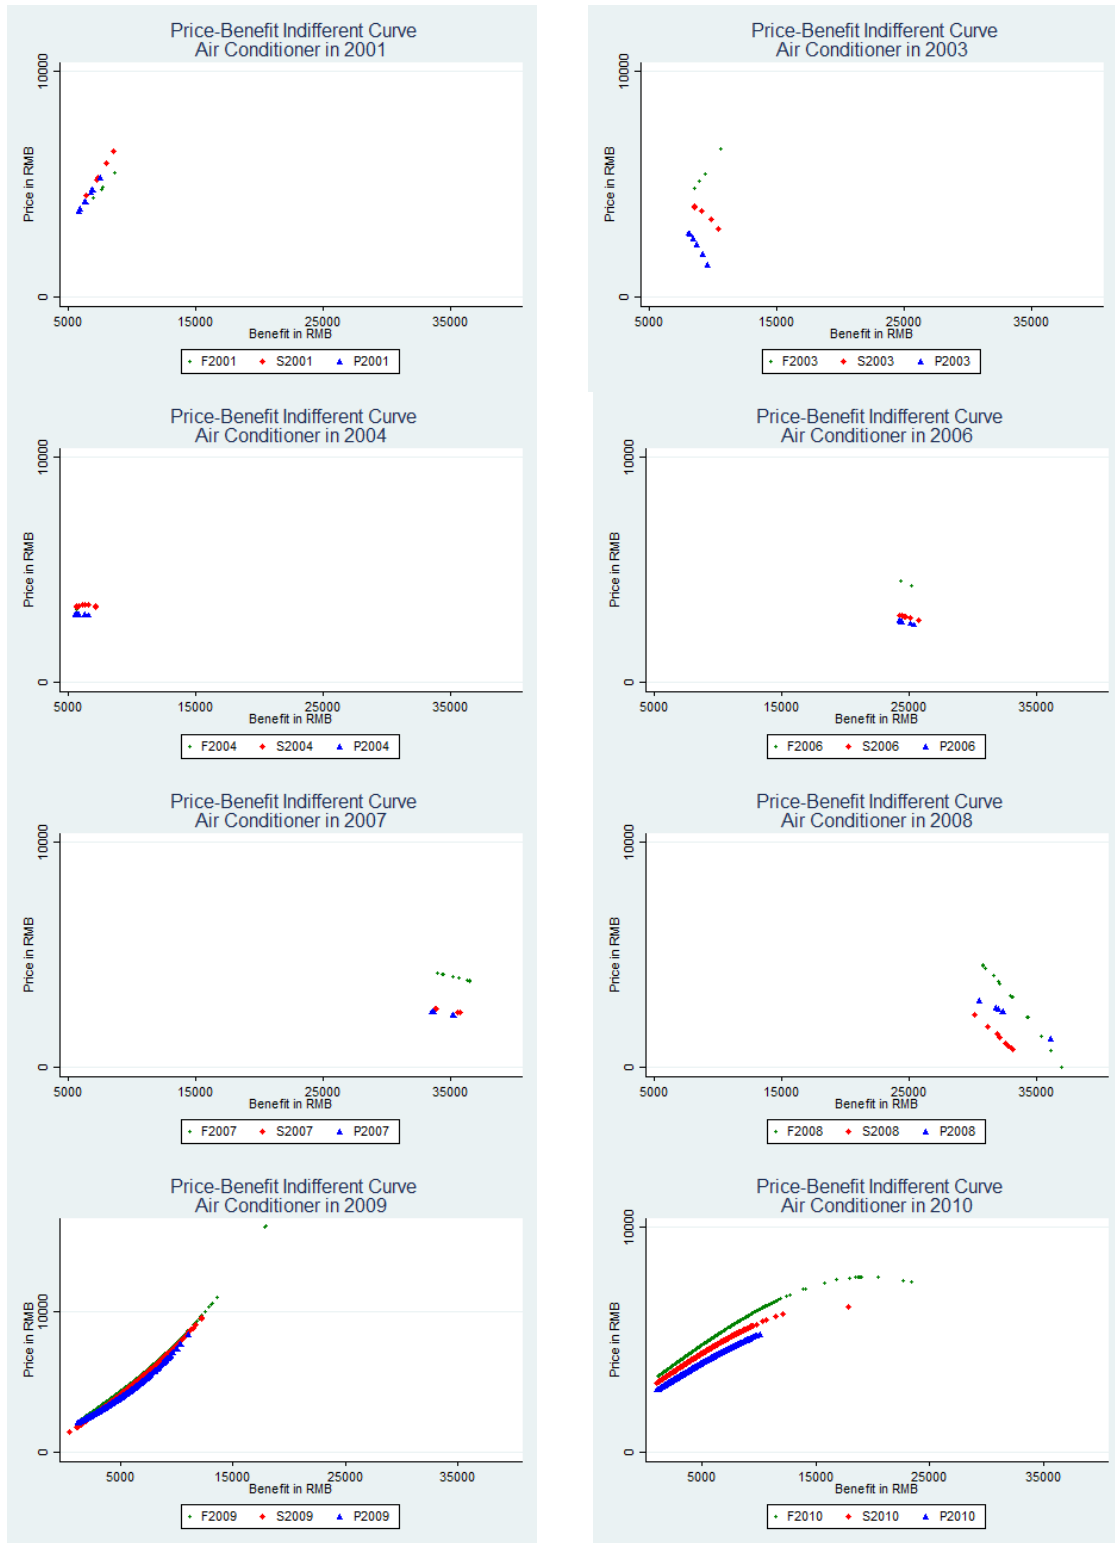 Price-Benefit Indifferent Curve
Air Conditioner in 2001
Price in RMB
10000
0
5000 15000 25000 35000
Benefit in RMB
F2001 S2001 P2001
Price-Benefit Indifferent Curve
Air Conditioner in 2003
Price in RMB
10000
0
5000 15000 25000 35000
Benefit in RMB
F2003 S2003 P2003
Price-Benefit Indifferent Curve
Air Conditioner in 2004
Price in RMB
10000
0
5000 15000 25000 35000
Benefit in RMB
F2004 S2004 P2004
Price-Benefit Indifferent Curve
Air Conditioner in 2006
Price in RMB
10000
0
5000 15000 25000 35000
Benefit in RMB
F2006 S2006 P2006
Price-Benefit Indifferent Curve
Air Conditioner in 2007
Price in RMB
10000
0
5000 15000 25000 35000
Benefit in RMB
F2007 S2007 P2007
Price-Benefit Indifferent Curve
Air Conditioner in 2008
Price in RMB
10000
0
5000 15000 25000 35000
Benefit in RMB
F2008 S2008 P2008
Price-Benefit Indifferent Curve
Air Conditioner in 2009
Price in RMB
10000
0
5000 15000 25000 35000
Benefit in RMB
F2009 S2009 P2009
Price-Benefit Indifferent Curve
Air Conditioner in 2010
Price in RMB
10000
0
5000 15000 25000 35000
Benefit in RMB
F2010 S2010 P2010